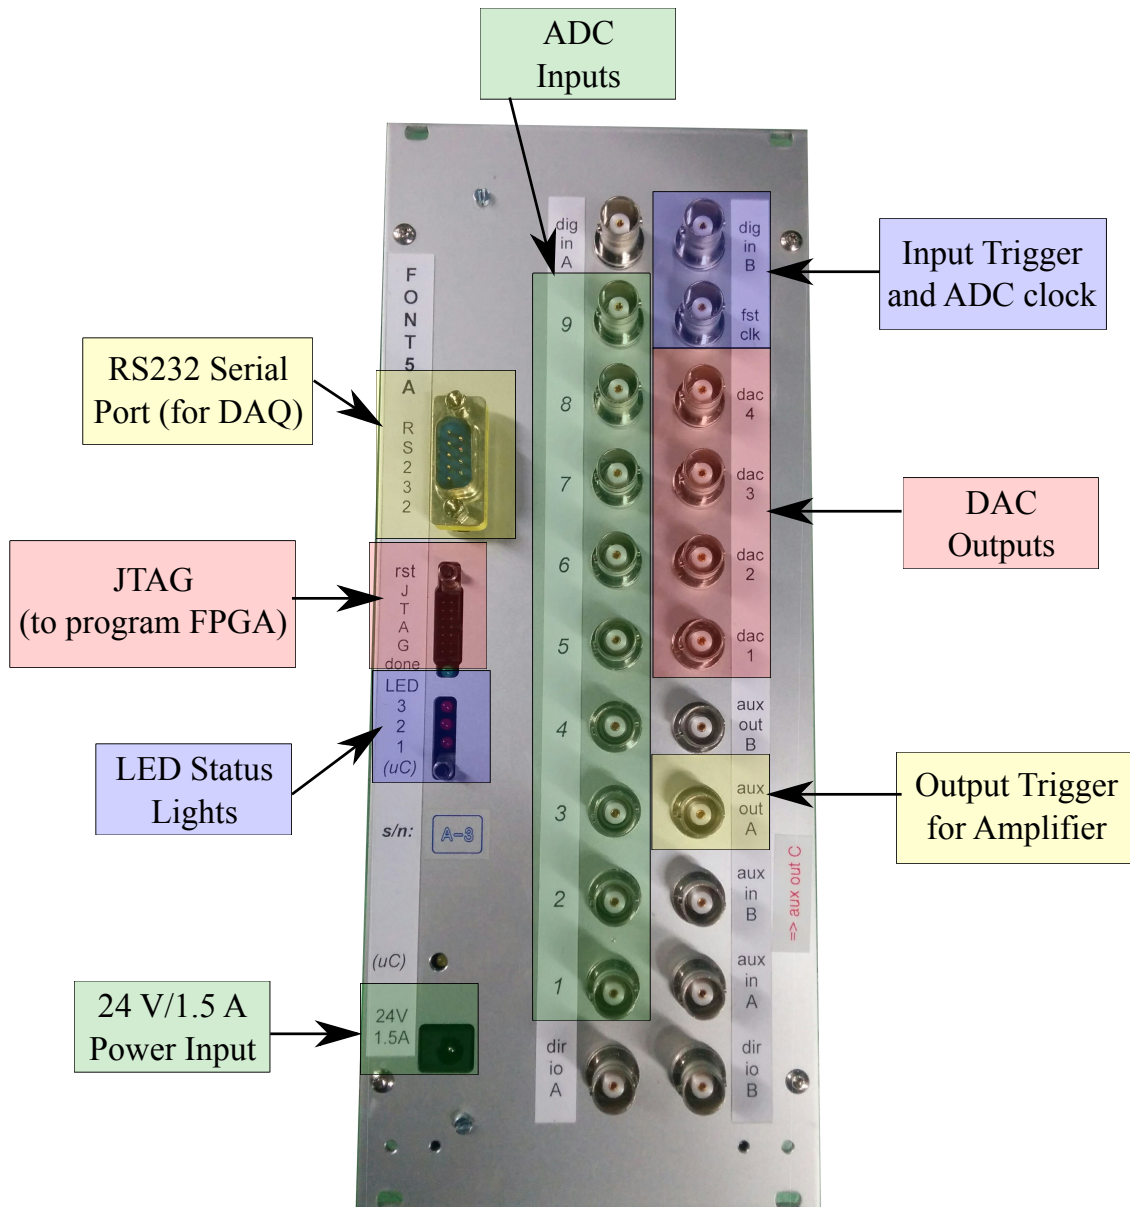 ADC
Inputs
Input Trigger
and ADC clock
RS232 Serial
Port (for DAQ)
DAC
Outputs
JTAG
(to program FPGA)
LED Status
Lights
Output Trigger
for Amplifier
24 V/1.5 A
Power Input
FONT5A
RS232
rst
JTAG
done
LED
3
2
1
(uC)
s/n:
A-3
(uC)
24V
1.5A
dig
in
A
9
8
7
6
5
4
3
2
1
dir
io
A
dig
in
B
fst
clk
dac
4
dac
3
dac
2
dac
1
aux
out
B
aux
out
A
aux
in
B
aux
in
A
dir
io
B
=> aux out C